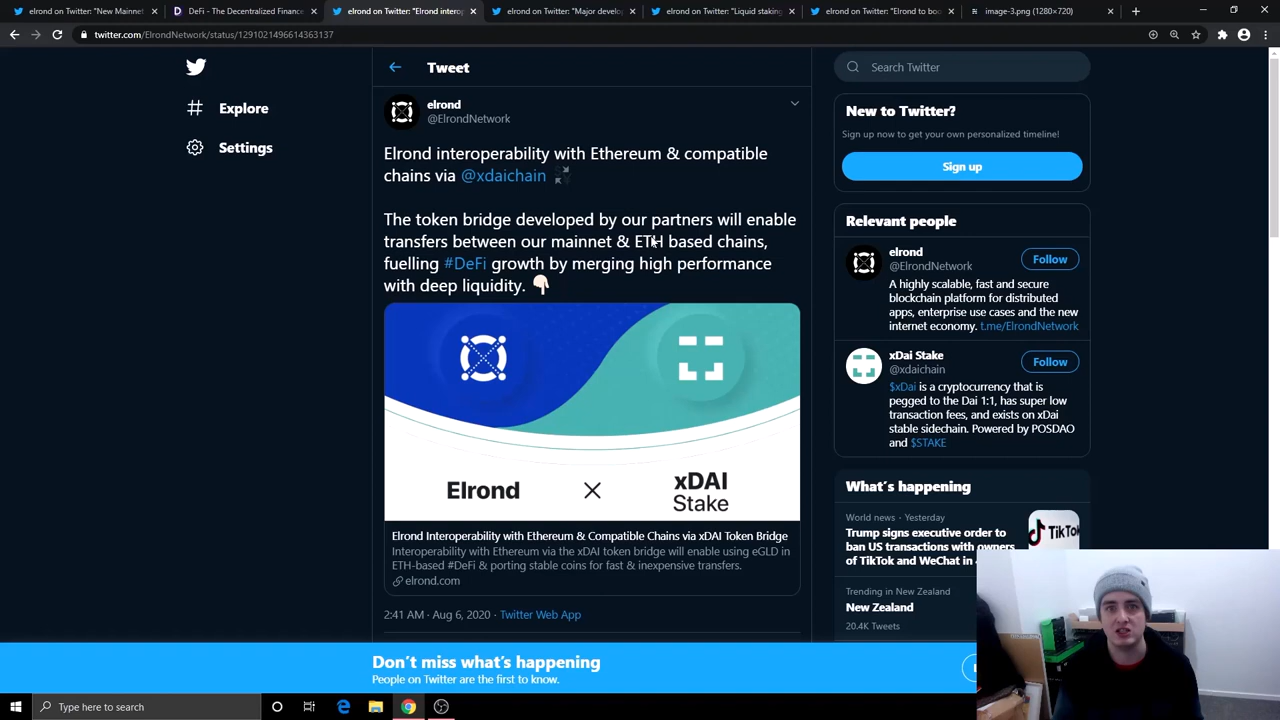 elrond on Twitter: "New Mainnet
DeFi - The Decentralized Finance
elrond on Twitter: "Elrond interop
elrond on Twitter: "Major develop
elrond on Twitter: "Liquid staking
elrond on Twitter: "Elrond to boo
image-3.png (1280×720)
twitter.com/ElrondNetwork/status/1291021496614363137
Explore
Settings
Tweet
elrond
@ElrondNetwork
Elrond interoperability with Ethereum & compatible
chains via @xdaichain
The token bridge developed by our partners will enable
transfers between our mainnet & ETH based chains,
fuelling #DeFi growth by merging high performance
with deep liquidity.
Elrond
xDAI
Stake
Elrond Interoperability with Ethereum & Compatible Chains via xDAI Token Bridge
Interoperability with Ethereum via the xDAI token bridge will enable using eGLD in
ETH-based #DeFi & porting stable coins for fast & inexpensive transfers.
elrond.com
2:41 AM · Aug 6, 2020 · Twitter Web App
Search Twitter
New to Twitter?
Sign up now to get your own personalized timeline!
Sign up
Relevant people
elrond
@ElrondNetwork
Follow
A highly scalable, fast and secure
blockchain platform for distributed
apps, enterprise use cases and the new
internet economy. t.me/ElrondNetwork
xDai Stake
@xdaichain
Follow
$xDai is a cryptocurrency that is
pegged to the Dai 1:1, has super low
transaction fees, and exists on xDai
stable sidechain. Powered by POSDAO
and $STAKE
What's happening
World news · Yesterday
Trump signs executive order to
ban US transactions with owners
of TikTok and WeChat in
TikTok
Trending in New Zealand
New Zealand
20.4K Tweets
Don't miss what's happening
People on Twitter are the first to know.
Type here to search